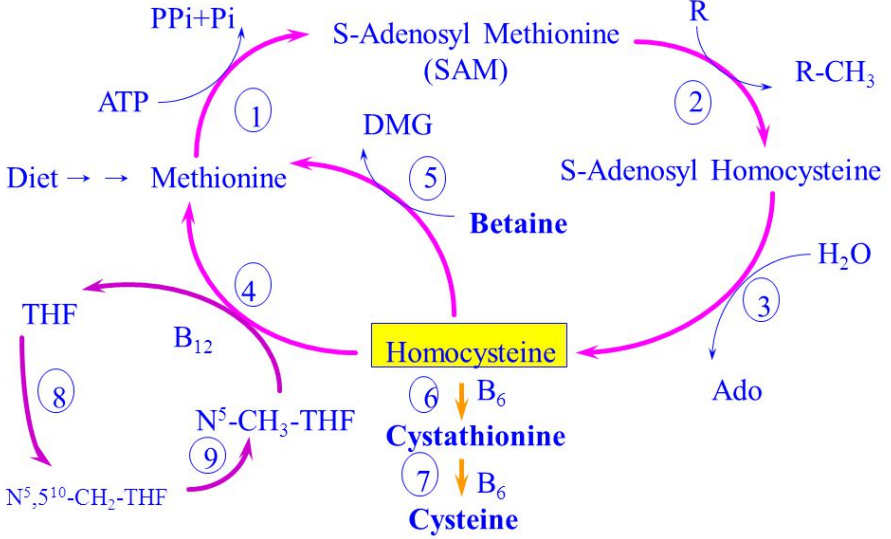 PPi+Pi
S-Adenosyl Methionine
(SAM)
R
R-CH₃
ATP
1
2
DMG
Diet → → Methionine
5
S-Adenosyl Homocysteine
Betaine
H₂O
4
3
THF
B₁₂
Homocysteine
Ado
8
6 B₆
N⁵-CH₃-THF
Cystathionine
9
7 B₆
N⁵,5¹⁰-CH₂-THF
Cysteine